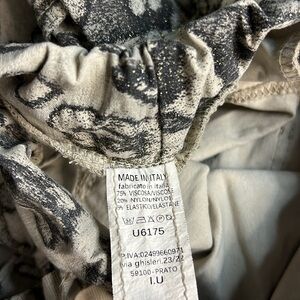 MADE IN ITALY
fabricato in italia
75% VISCOSA/VISCOSE
20% NYLON/NYLON
5% ELASTICO/ELASTANE
U6175
P.IVA:02499660971
via ghisleri,23/27
59100-PRATO
I.U